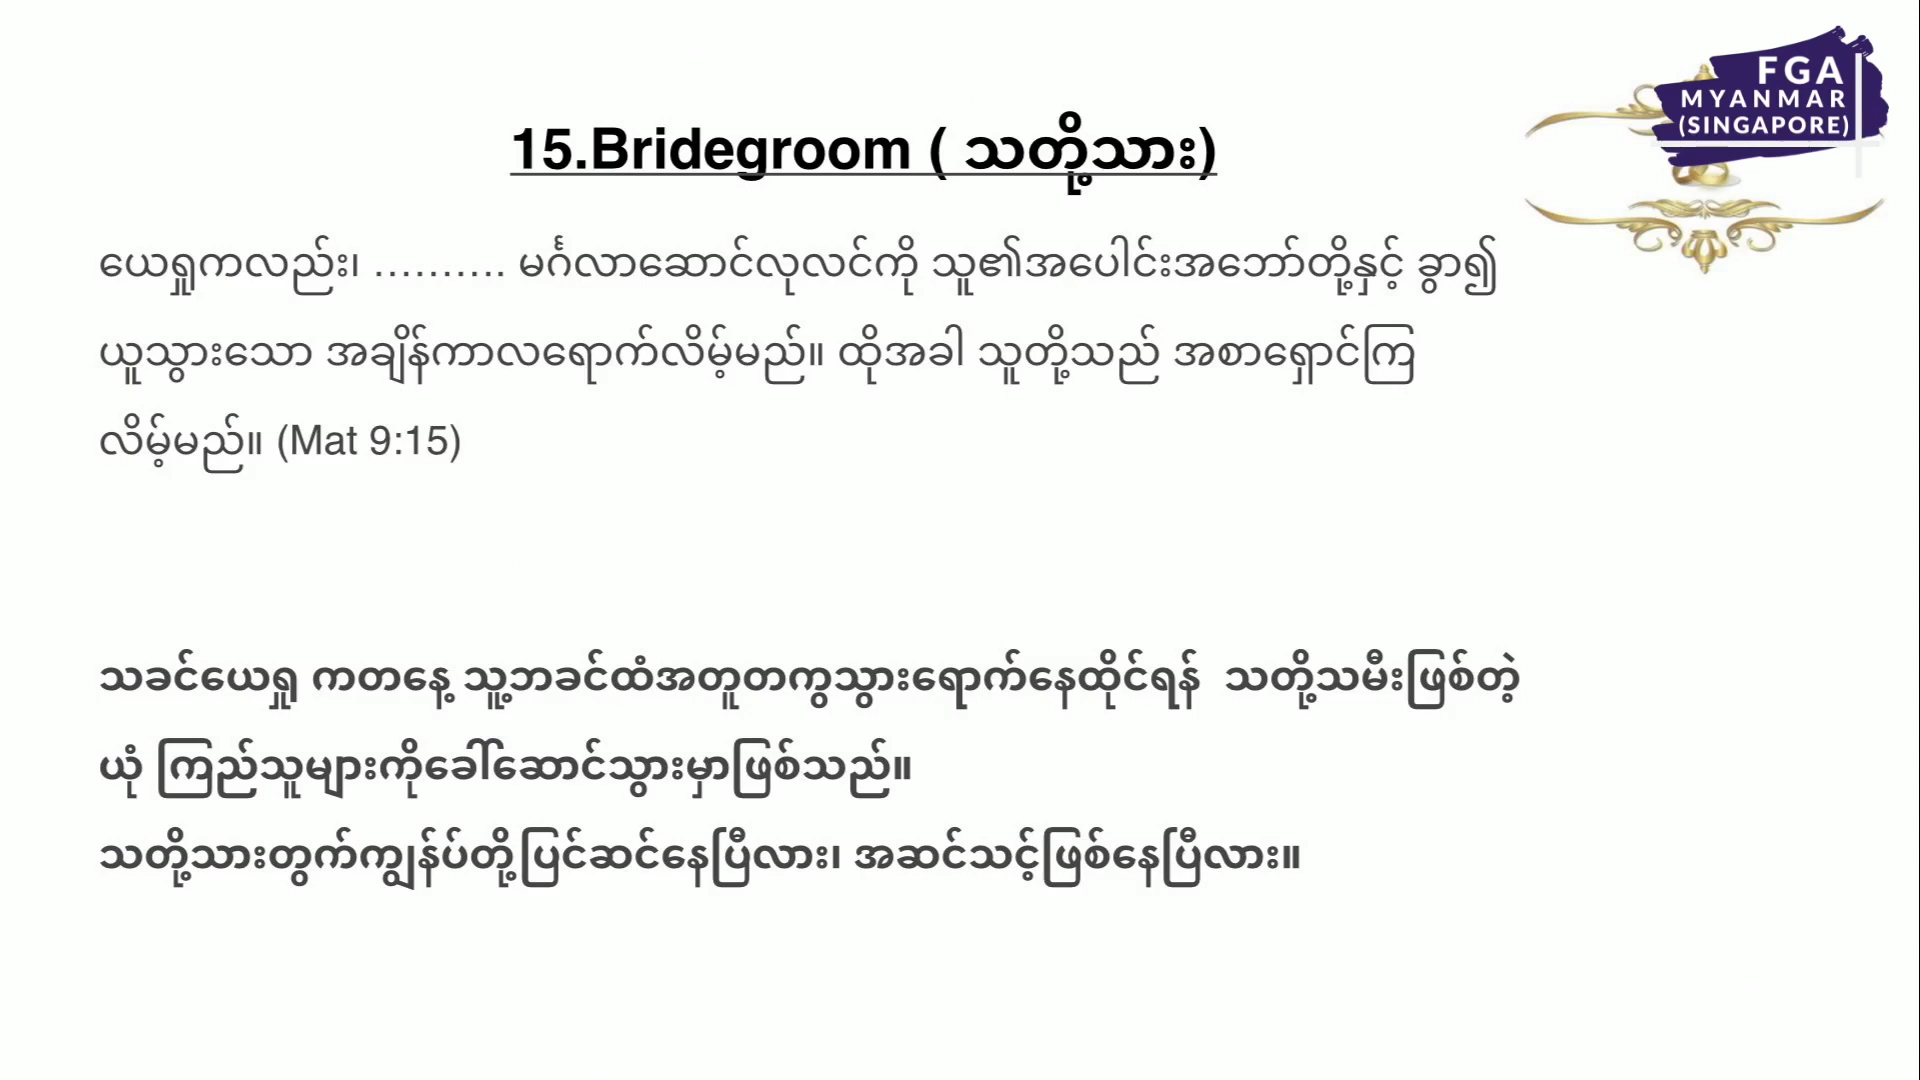 FGA
MYANMAR
(SINGAPORE)
15.Bridegroom ( သတို့သား)
ယေရှုကလည်း၊ .......... မင်္ဂလာဆောင်လုလင်ကို သူ၏အပေါင်းအဘော်တို့နှင့် ခွာ၍
ယူသွားသော အချိန်ကာလရောက်လိမ့်မည်။ ထိုအခါ သူတို့သည် အစာရှောင်ကြ
လိမ့်မည်။ (Mat 9:15)
သခင်ယေရှု ကတနေ့ သူ့ဘခင်ထံအတူတကွသွားရောက်နေထိုင်ရန် သတို့သမီးဖြစ်တဲ့
ယုံ ကြည်သူများကိုခေါ်ဆောင်သွားမှာဖြစ်သည်။
သတို့သားတွက်ကျွန်ပ်တို့ပြင်ဆင်နေပြီလား၊ အဆင်သင့်ဖြစ်နေပြီလား။